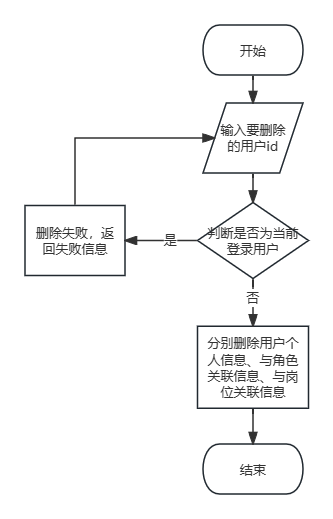 开始
输入要删除
的用户id
判断是否为当前
登录用户
是
删除失败，返
回失败信息
否
分别删除用户个
人信息、与角色
关联信息、与岗
位关联信息
结束